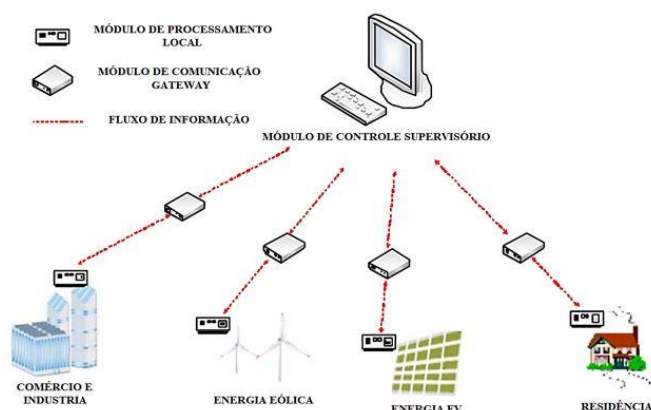 MÓDULO DE PROCESSAMENTO
LOCAL
MÓDULO DE COMUNICAÇÃO
GATEWAY
FLUXO DE INFORMAÇÃO
MÓDULO DE CONTROLE SUPERVISÓRIO
COMÉRCIO E
INDUSTRIA
ENERGIA EÓLICA
ENERGIA FV
RESIDÊNCIA